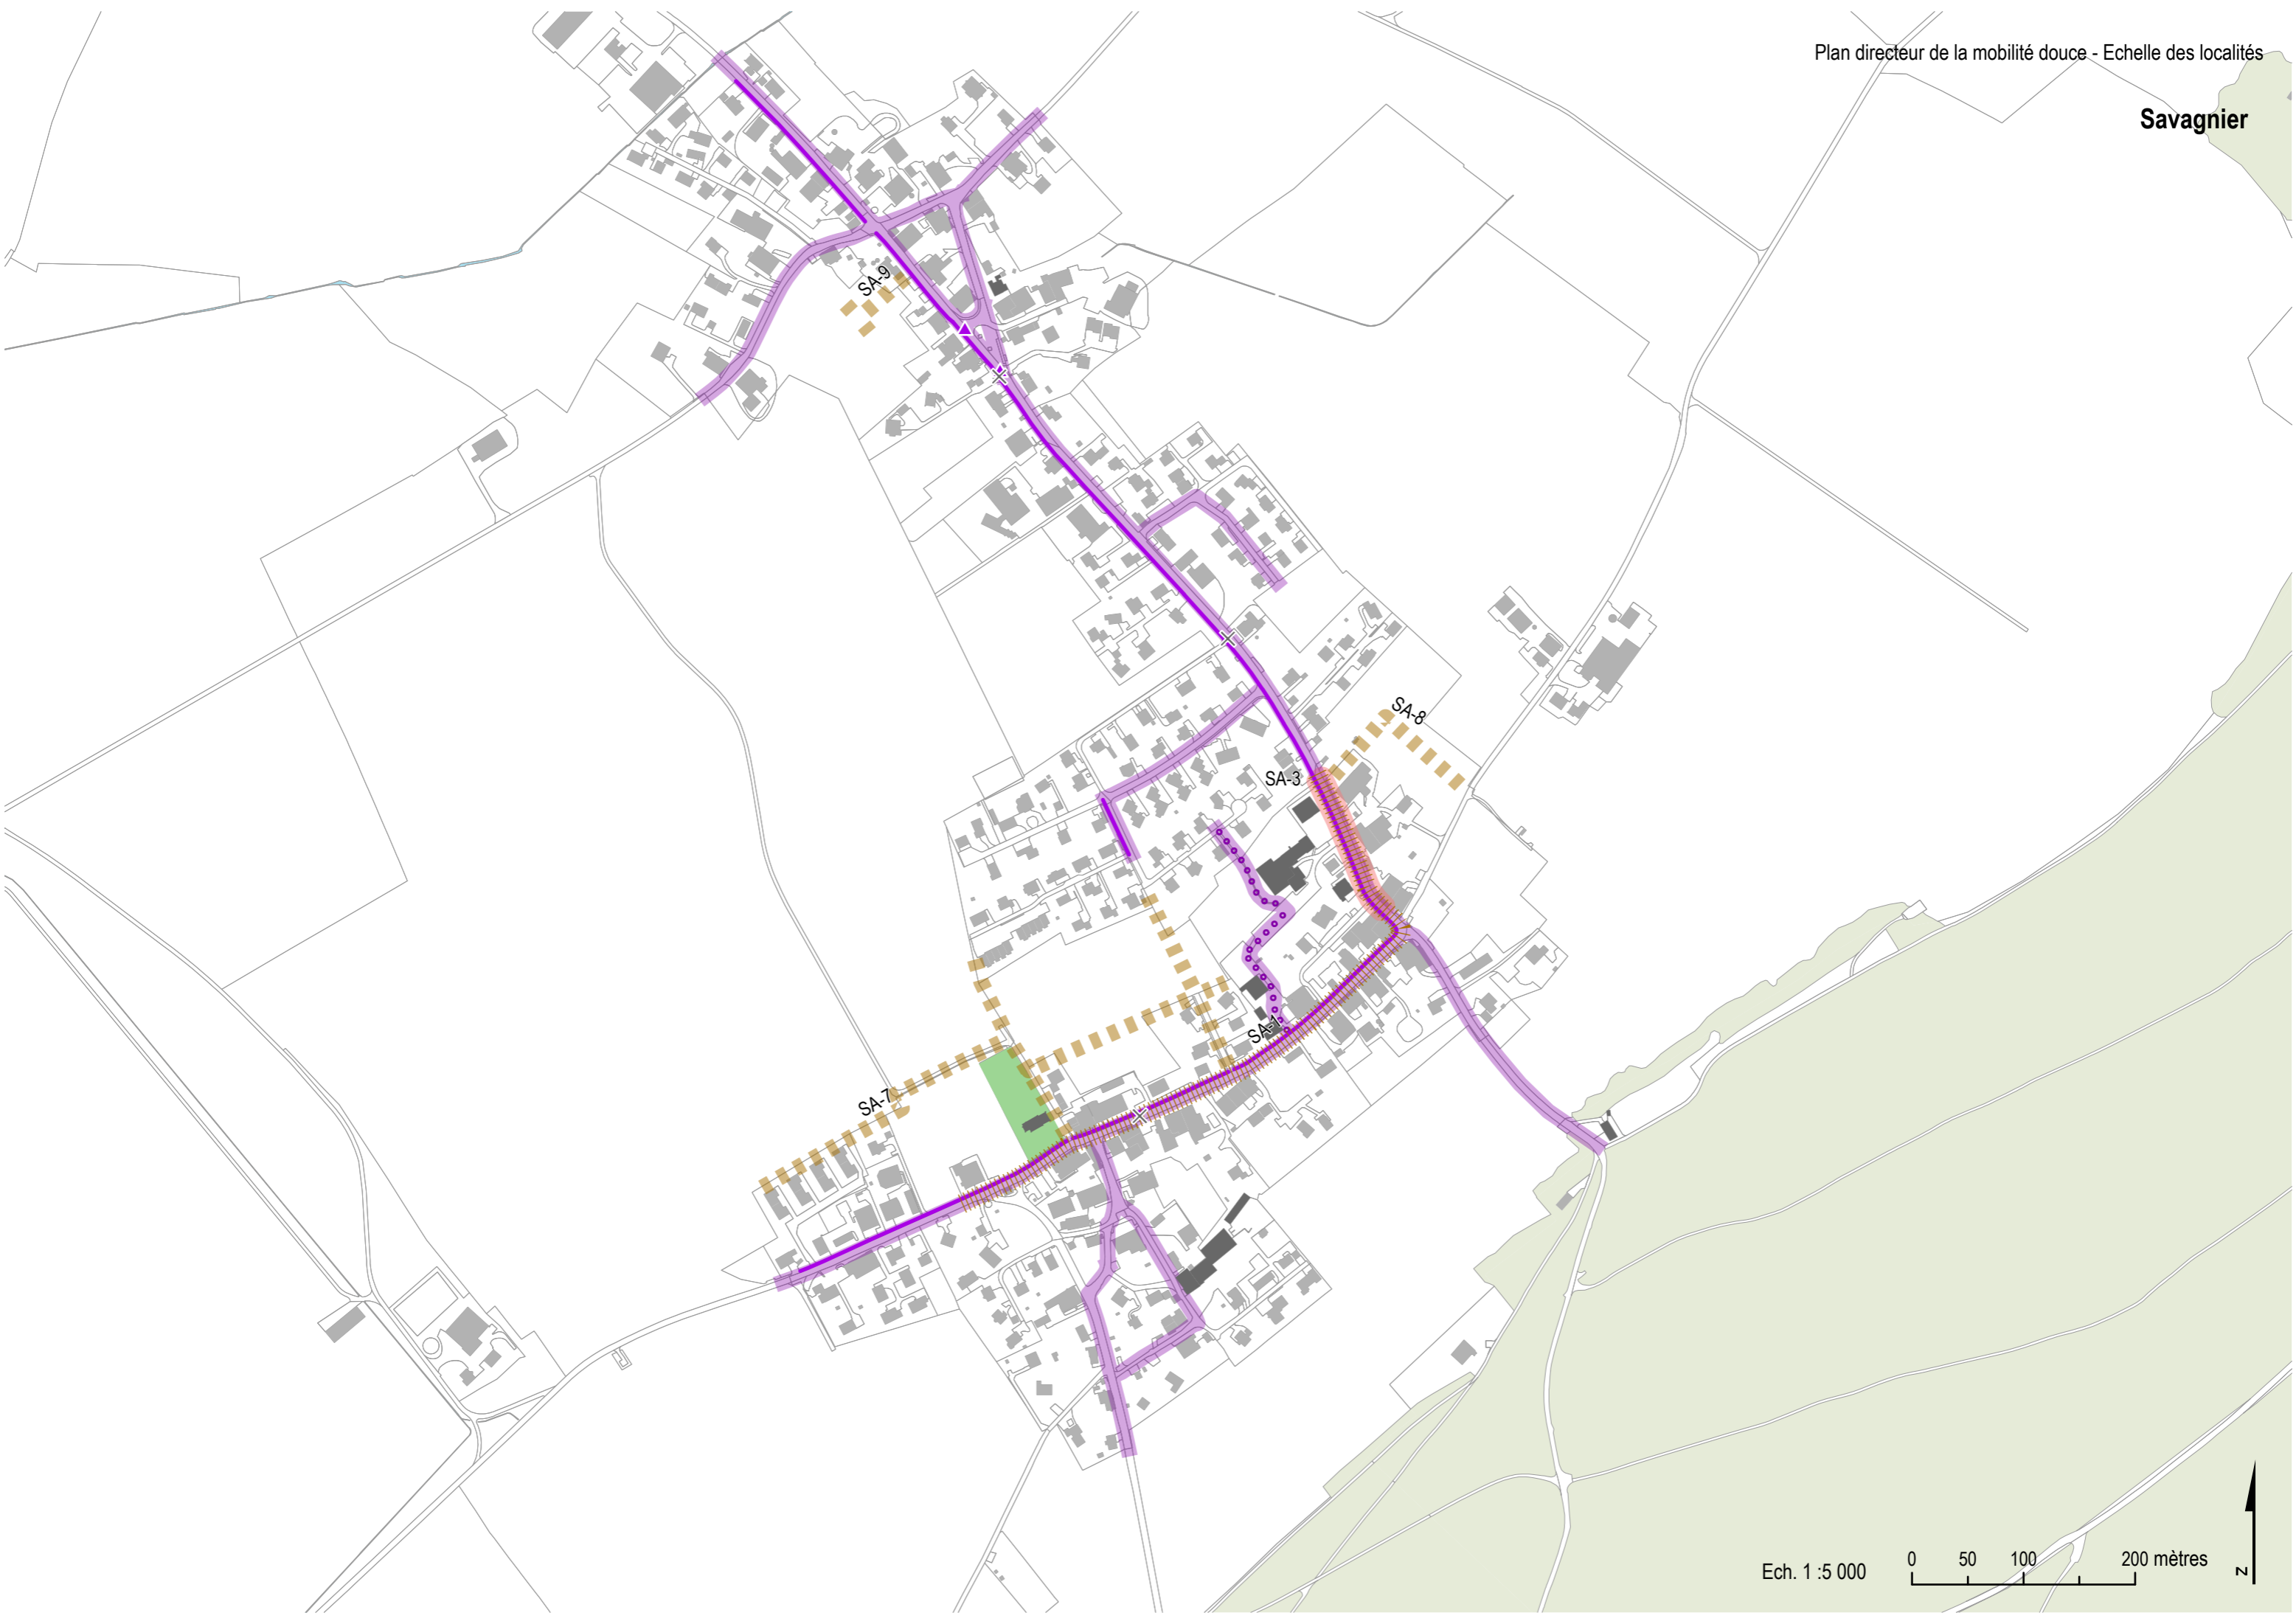 Plan directeur de la mobilité douce - Echelle des localités
Savagnier
SA-9
SA-8
SA-3
SA-1
SA-7
Ech. 1 :5 000
0 50 100 200 mètres
N